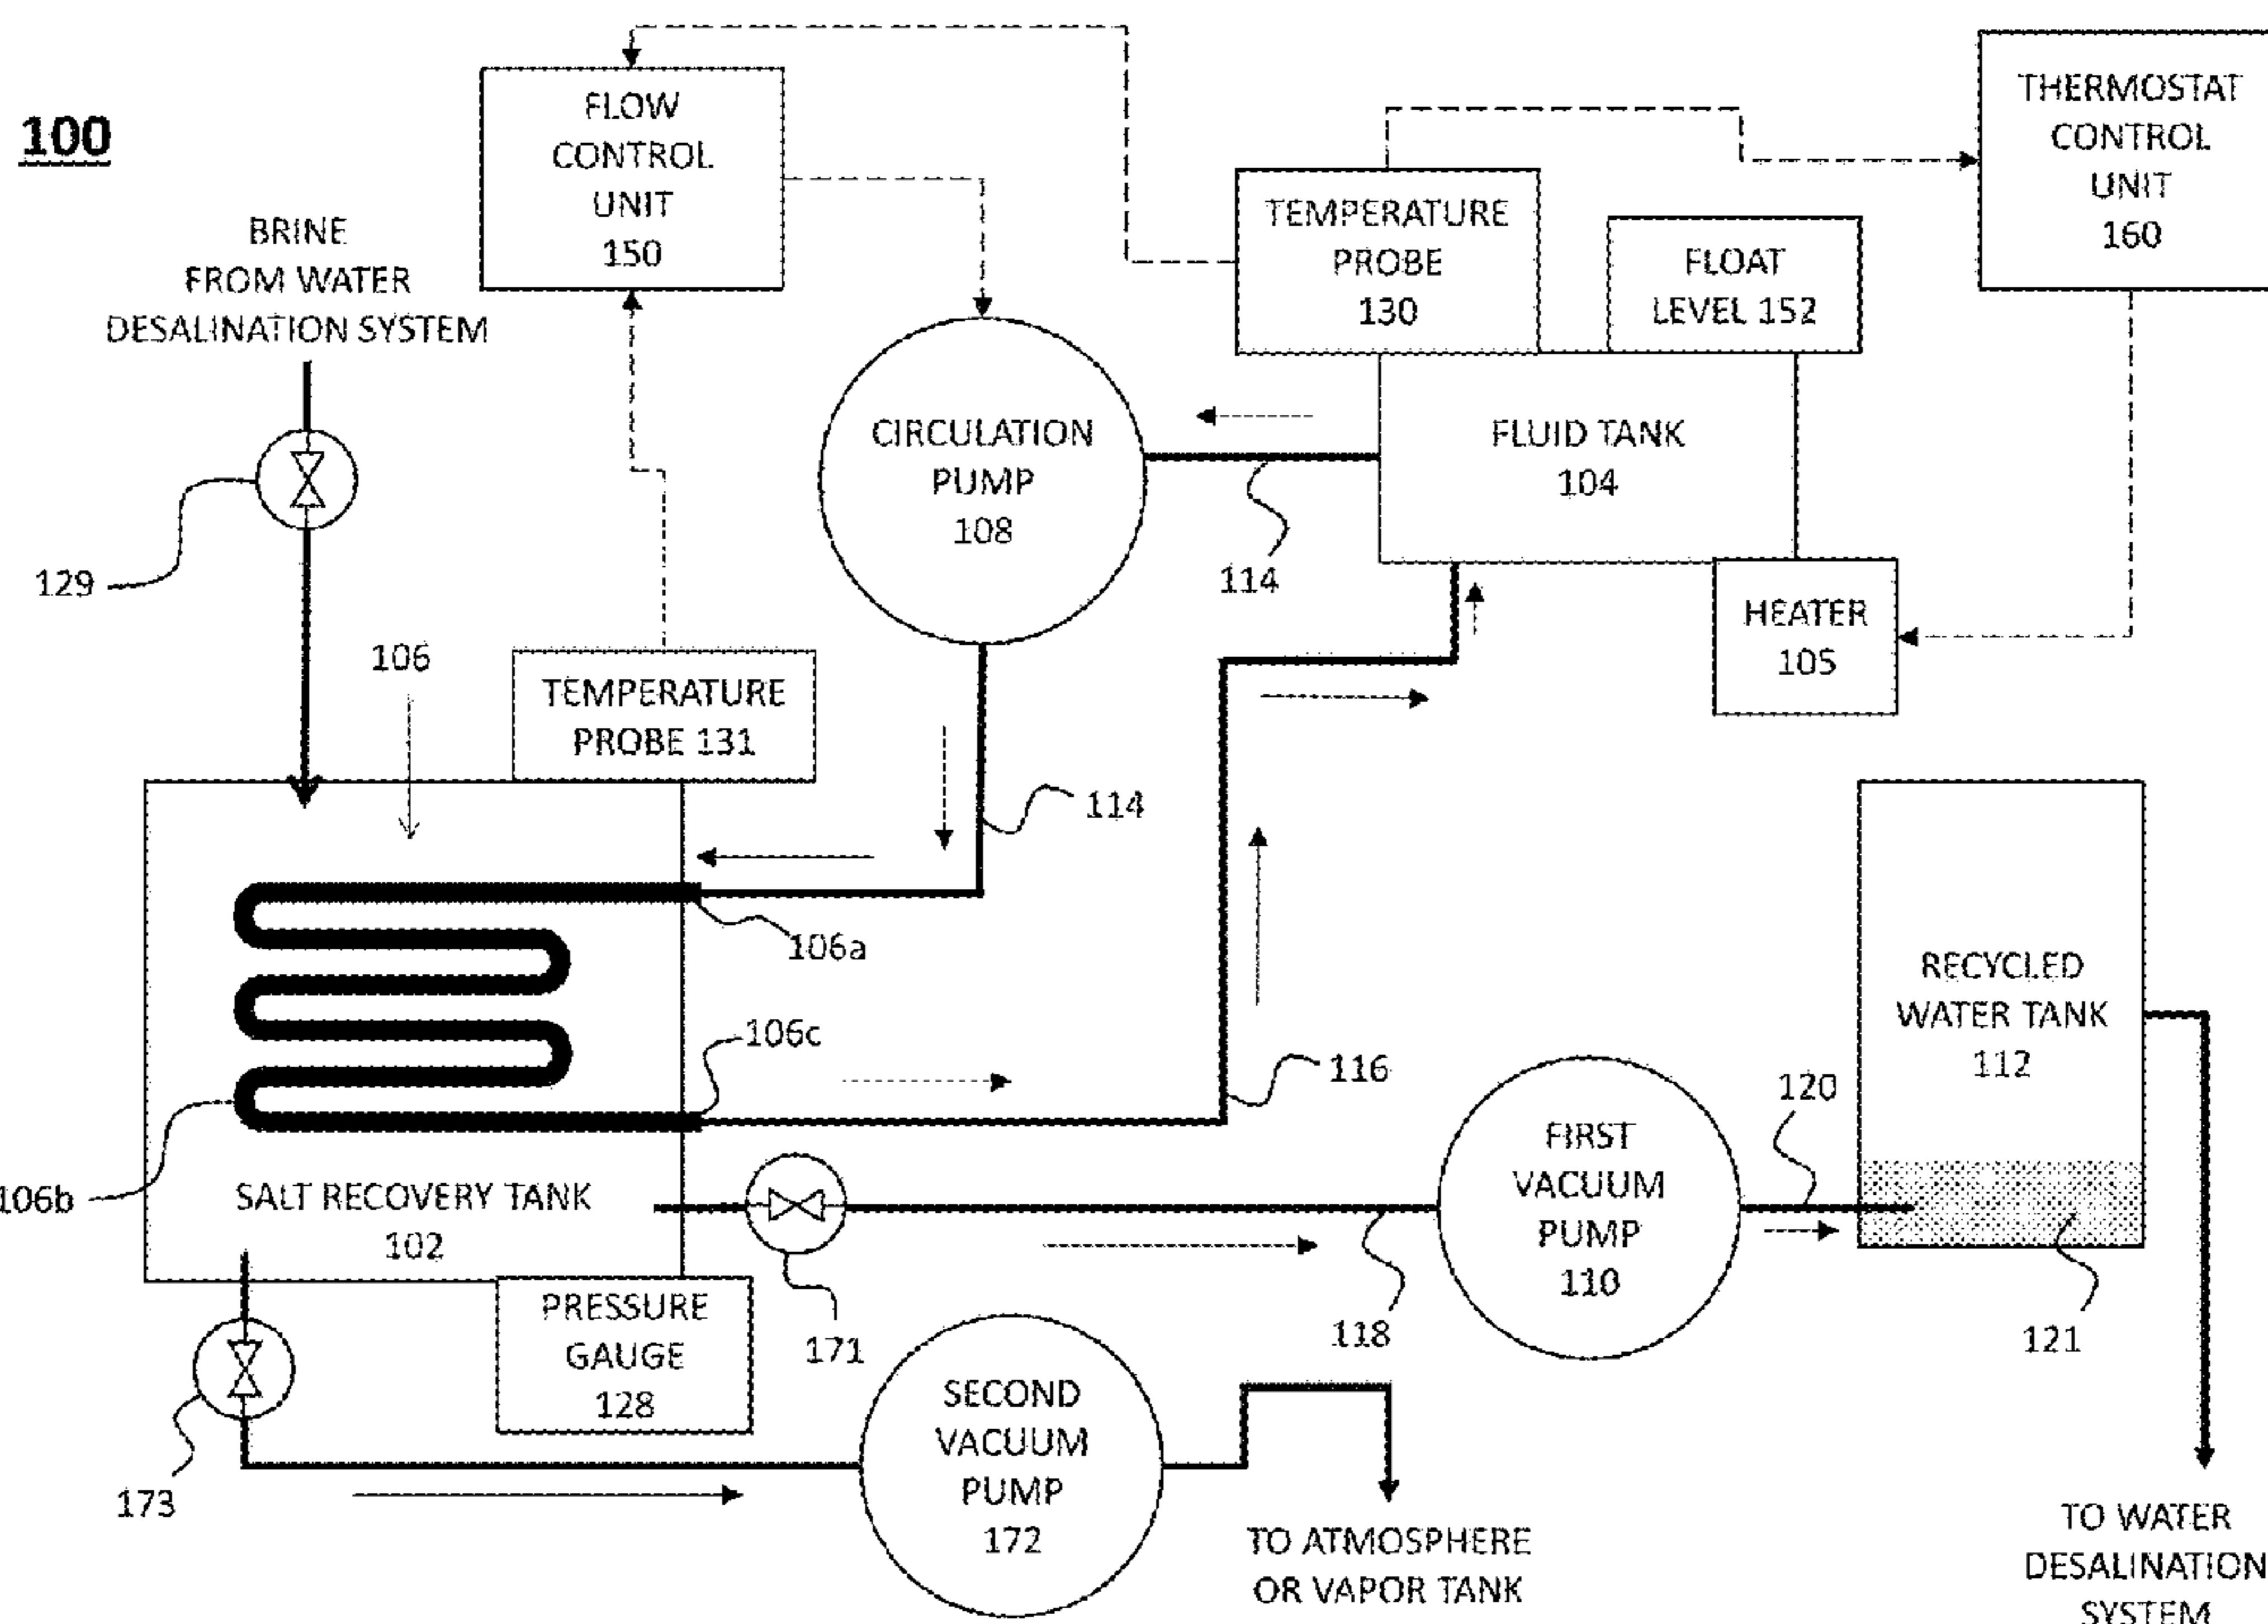 100
FLOW
CONTROL
UNIT
150
THERMOSTAT
CONTROL
UNIT
160
BRINE
FROM WATER
DESALINATION SYSTEM
TEMPERATURE
PROBE
130
FLOAT
LEVEL 152
CIRCULATION
PUMP
108
FLUID TANK
104
114
129
HEATER
105
106
TEMPERATURE
PROBE 131
114
106a
RECYCLED
WATER TANK
112
106c
116
120
106b
SALT RECOVERY TANK
102
FIRST
VACUUM
PUMP
110
PRESSURE
GAUGE
128
171
118
121
SECOND
VACUUM
PUMP
172
173
TO ATMOSPHERE
OR VAPOR TANK
TO WATER
DESALINATION
SYSTEM